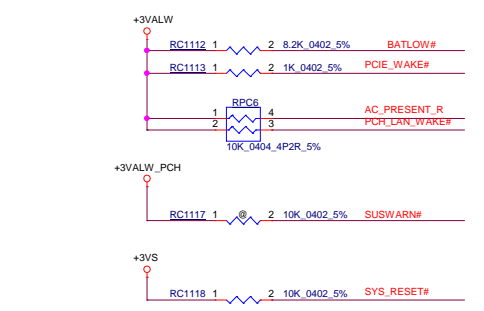 +3VALW
RC1112 1 2 8.2K_0402_5% BATLOW#
RC1113 1 2 1K_0402_5% PCIE_WAKE#
RPC6
1 4 AC_PRESENT_R
2 3 PCH_LAN_WAKE#
10K_0404_4P2R_5%
+3VALW_PCH
RC1117 1 @ 2 10K_0402_5% SUSWARN#
+3VS
RC1118 1 2 10K_0402_5% SYS_RESET#